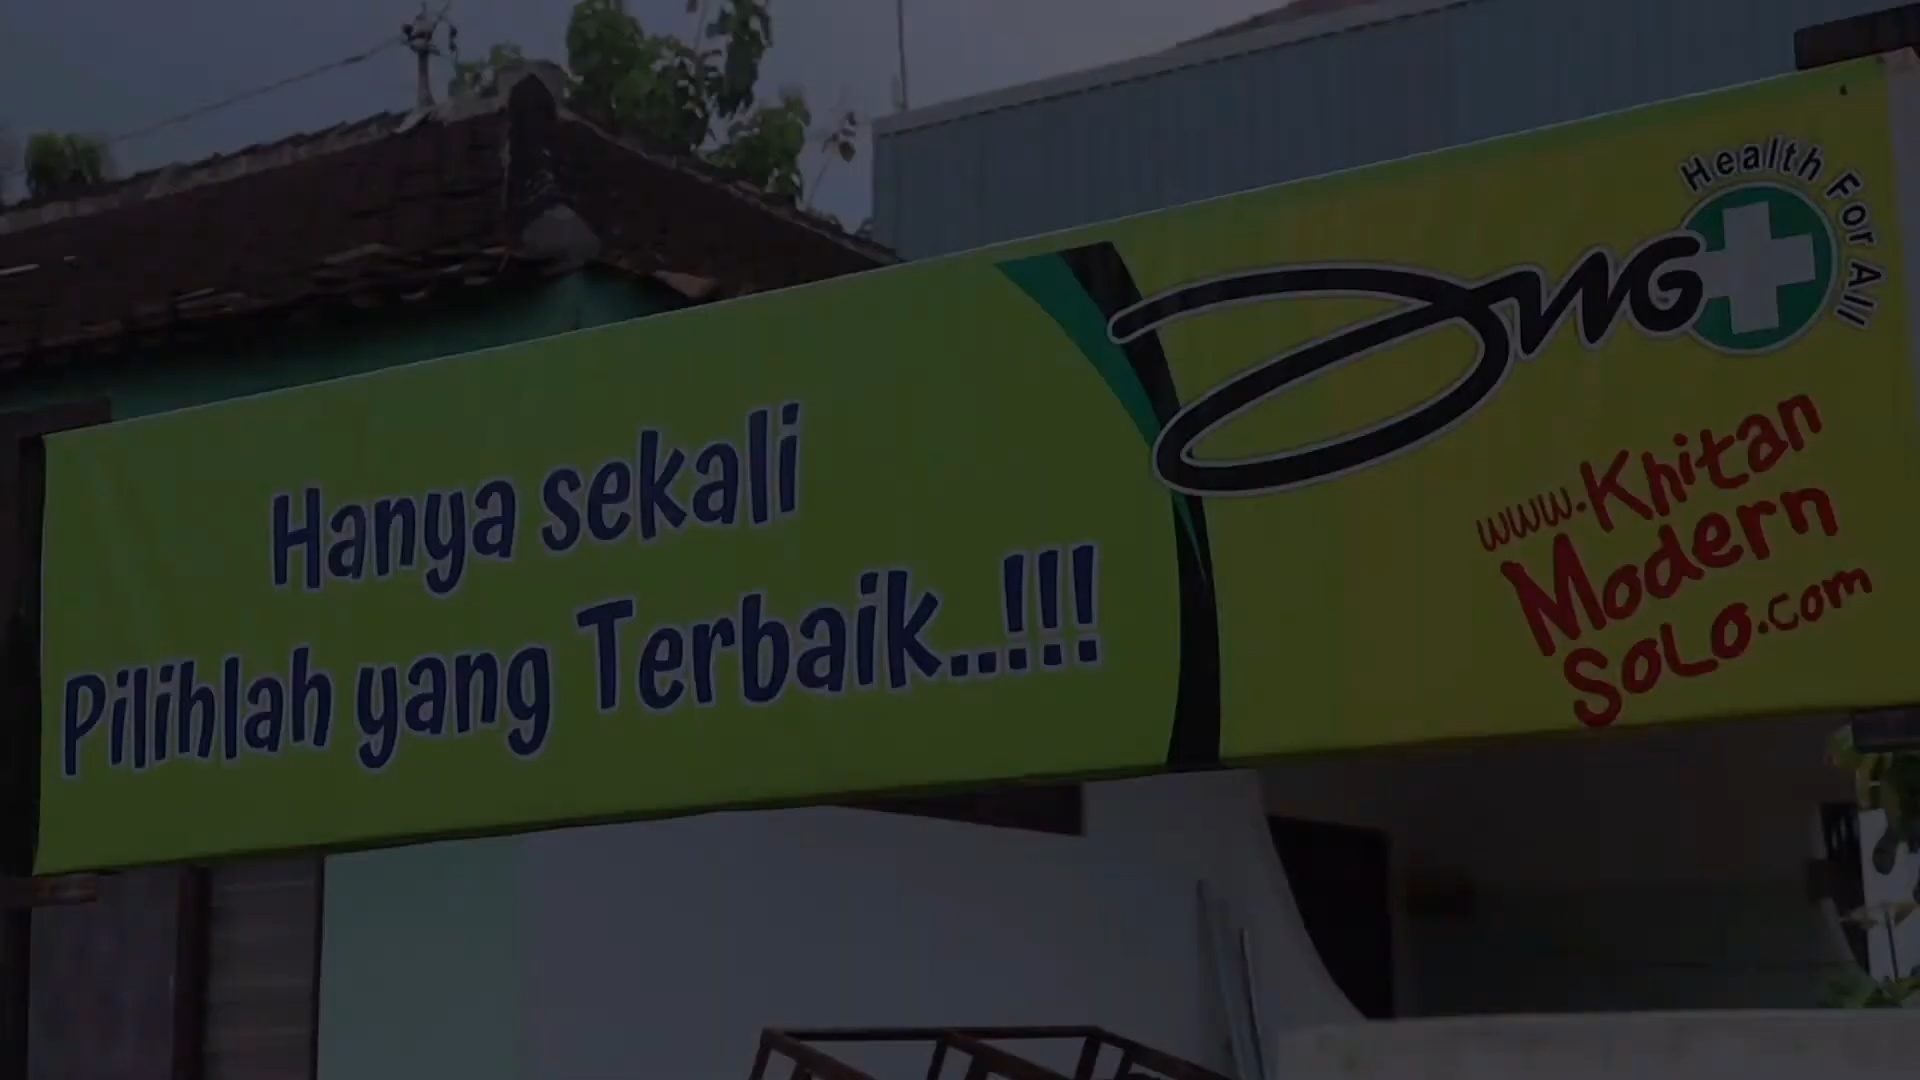 Hanya sekali
Pilihlah yang Terbaik..!!!
Health For All
www.Khitan
Modern
SoLo.com